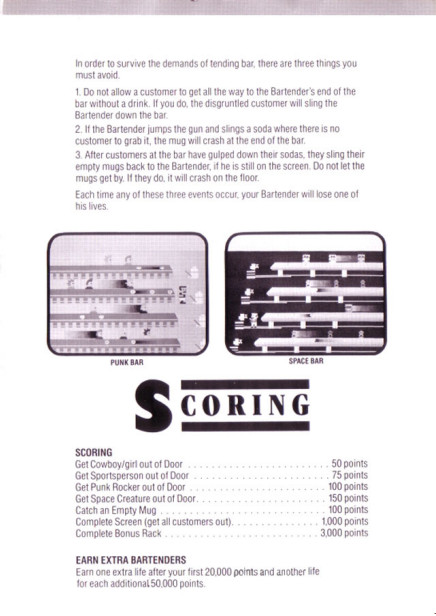 In order to survive the demands of tending bar, there are three things you
must avoid.
1. Do not allow a customer to get all the way to the Bartender's end of the
bar without a drink. If you do, the disgruntled customer will sling the
Bartender down the bar.
2. If the Bartender jumps the gun and slings a soda where there is no
customer to grab it, the mug will crash at the end of the bar.
3. After customers at the bar have gulped down their sodas, they sling their
empty mugs back to the Bartender, if he is still on the screen. Do not let the
mugs get by. If they do, it will crash on the floor.
Each time any of these three events occur, your Bartender will lose one of
his lives.
PUNK BAR
SPACE BAR
SCORING
SCORING
Get Cowboy/girl out of Door . . . . . . . . . . . . . . . . . . . . . . . . 50 points
Get Sportsperson out of Door . . . . . . . . . . . . . . . . . . . . . . . 75 points
Get Punk Rocker out of Door . . . . . . . . . . . . . . . . . . . . . . . 100 points
Get Space Creature out of Door. . . . . . . . . . . . . . . . . . . . . . 150 points
Catch an Empty Mug . . . . . . . . . . . . . . . . . . . . . . . . . . . . 100 points
Complete Screen (get all customers out). . . . . . . . . . . . . . . 1,000 points
Complete Bonus Rack . . . . . . . . . . . . . . . . . . . . . . . . . . . 3,000 points
EARN EXTRA BARTENDERS
Earn one extra life after your first 20,000 points and another life
for each additional 50,000 points.